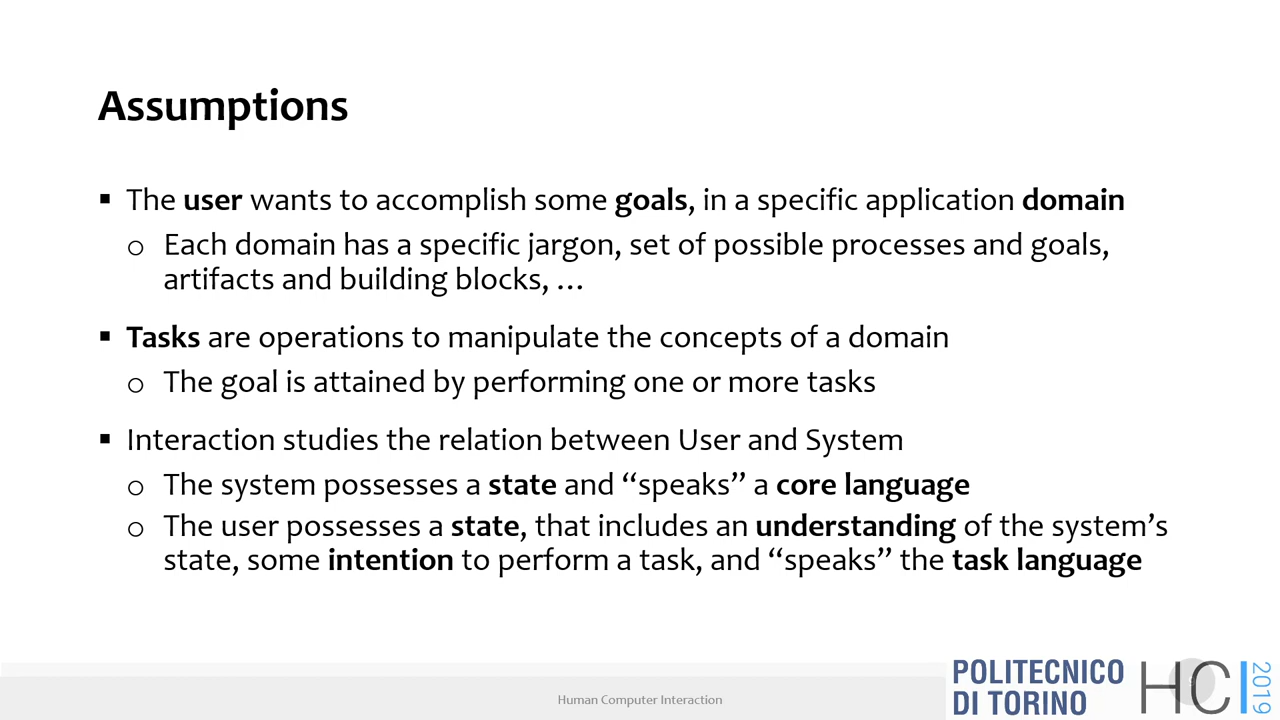 Assumptions
▪ The user wants to accomplish some goals, in a specific application domain
o Each domain has a specific jargon, set of possible processes and goals,
artifacts and building blocks, …
▪ Tasks are operations to manipulate the concepts of a domain
o The goal is attained by performing one or more tasks
▪ Interaction studies the relation between User and System
o The system possesses a state and “speaks” a core language
o The user possesses a state, that includes an understanding of the system’s
state, some intention to perform a task, and “speaks” the task language
Human Computer Interaction
POLITECNICO
DI TORINO
HCI
2019